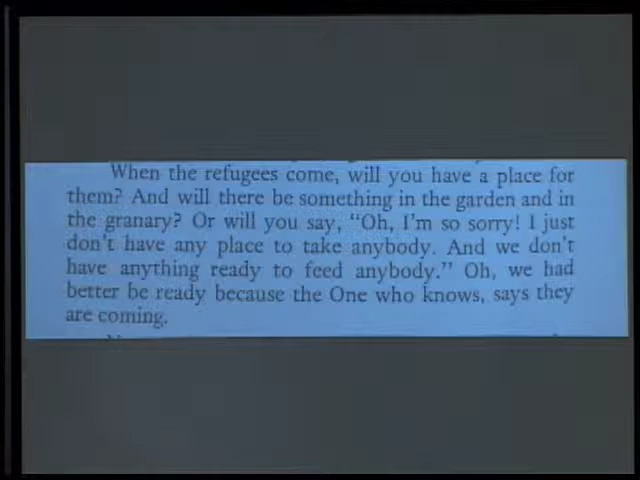 When the refugees come, will you have a place for
them? And will there be something in the garden and in
the granary? Or will you say, "Oh, I'm so sorry! I just
don't have any place to take anybody. And we don't
have anything ready to feed anybody." Oh, we had
better be ready because the One who knows, says they
are coming.